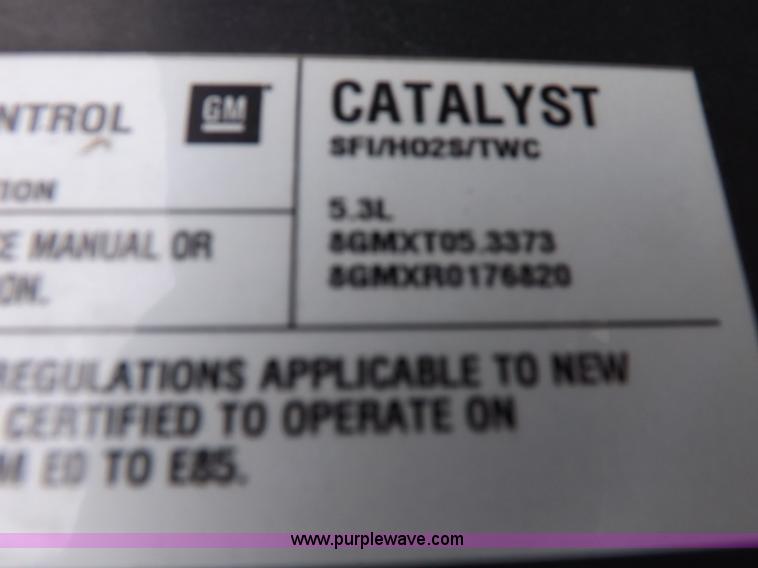 NTROL
GM
TION
E MANUAL OR
ON.
CATALYST
SFI/HO2S/TWC
5.3L
8GMXT05.3373
8GMXR0176820
REGULATIONS APPLICABLE TO NEW
CERTIFIED TO OPERATE ON
M E0 TO E85.
www.purplewave.com